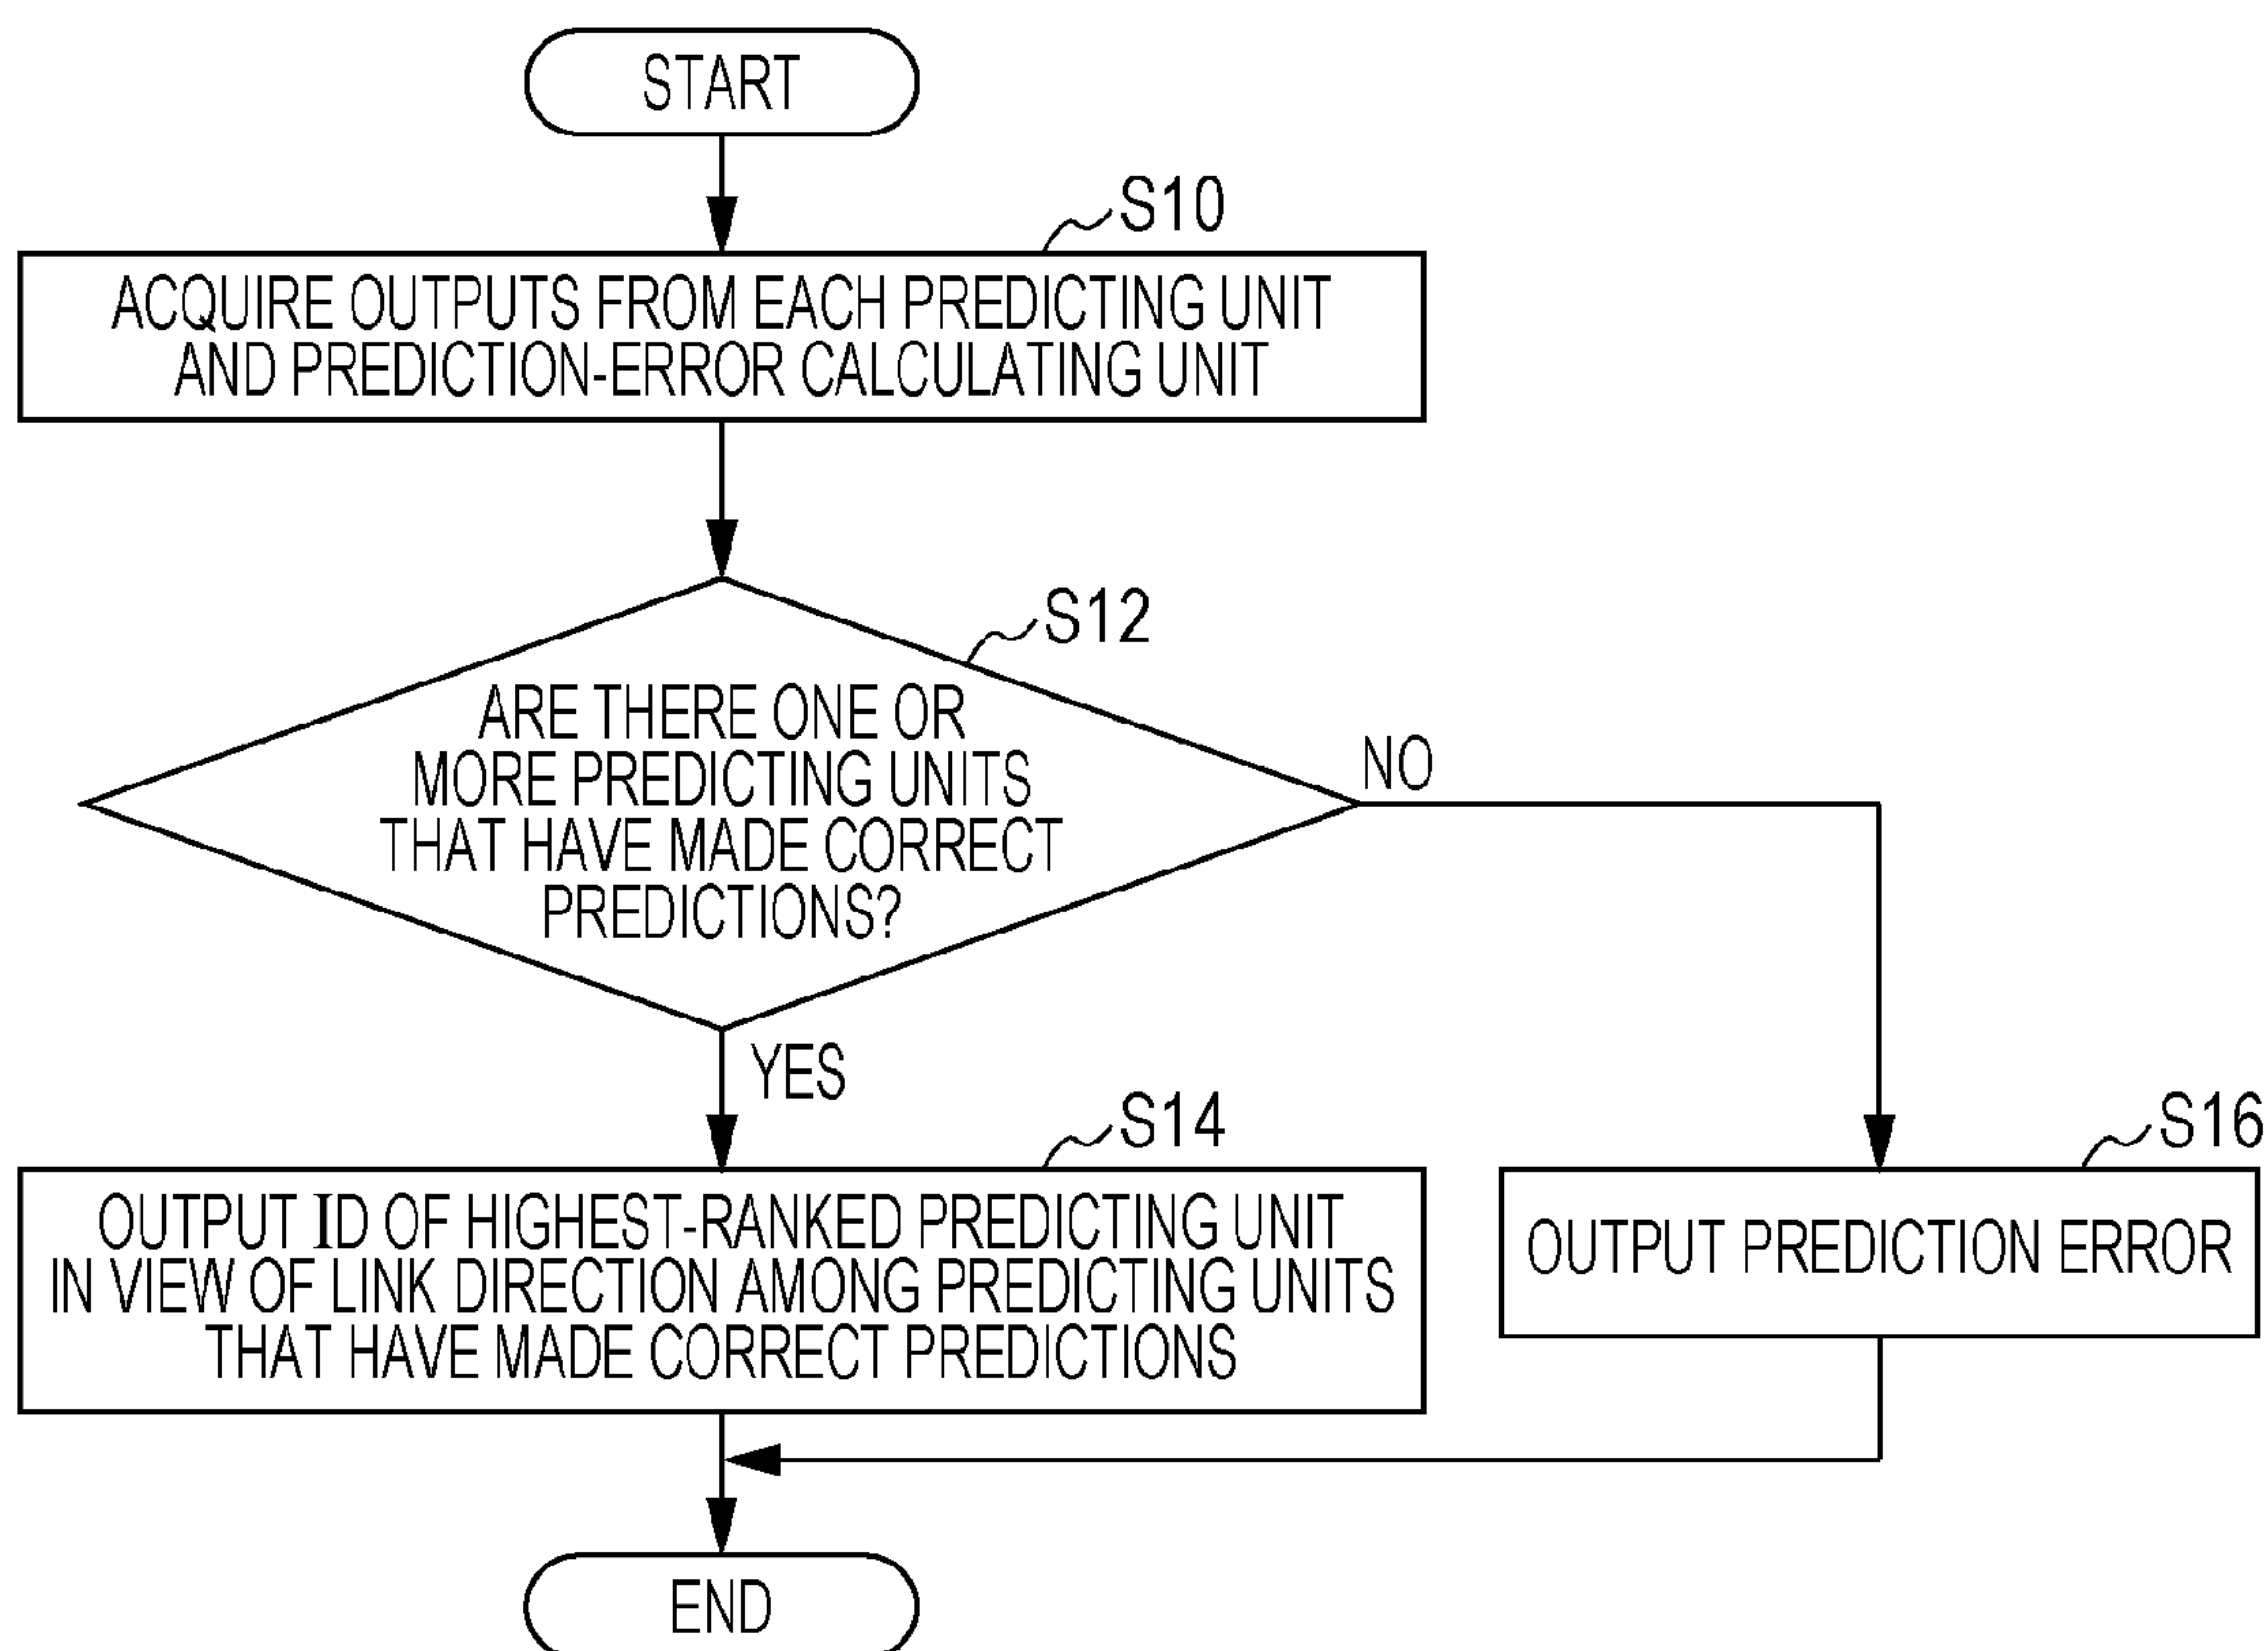 START
S10
ACQUIRE OUTPUTS FROM EACH PREDICTING UNIT
AND PREDICTION-ERROR CALCULATING UNIT
S12
ARE THERE ONE OR
MORE PREDICTING UNITS
THAT HAVE MADE CORRECT
PREDICTIONS?
NO
YES
S14
OUTPUT ID OF HIGHEST-RANKED PREDICTING UNIT
IN VIEW OF LINK DIRECTION AMONG PREDICTING UNITS
THAT HAVE MADE CORRECT PREDICTIONS
S16
OUTPUT PREDICTION ERROR
END